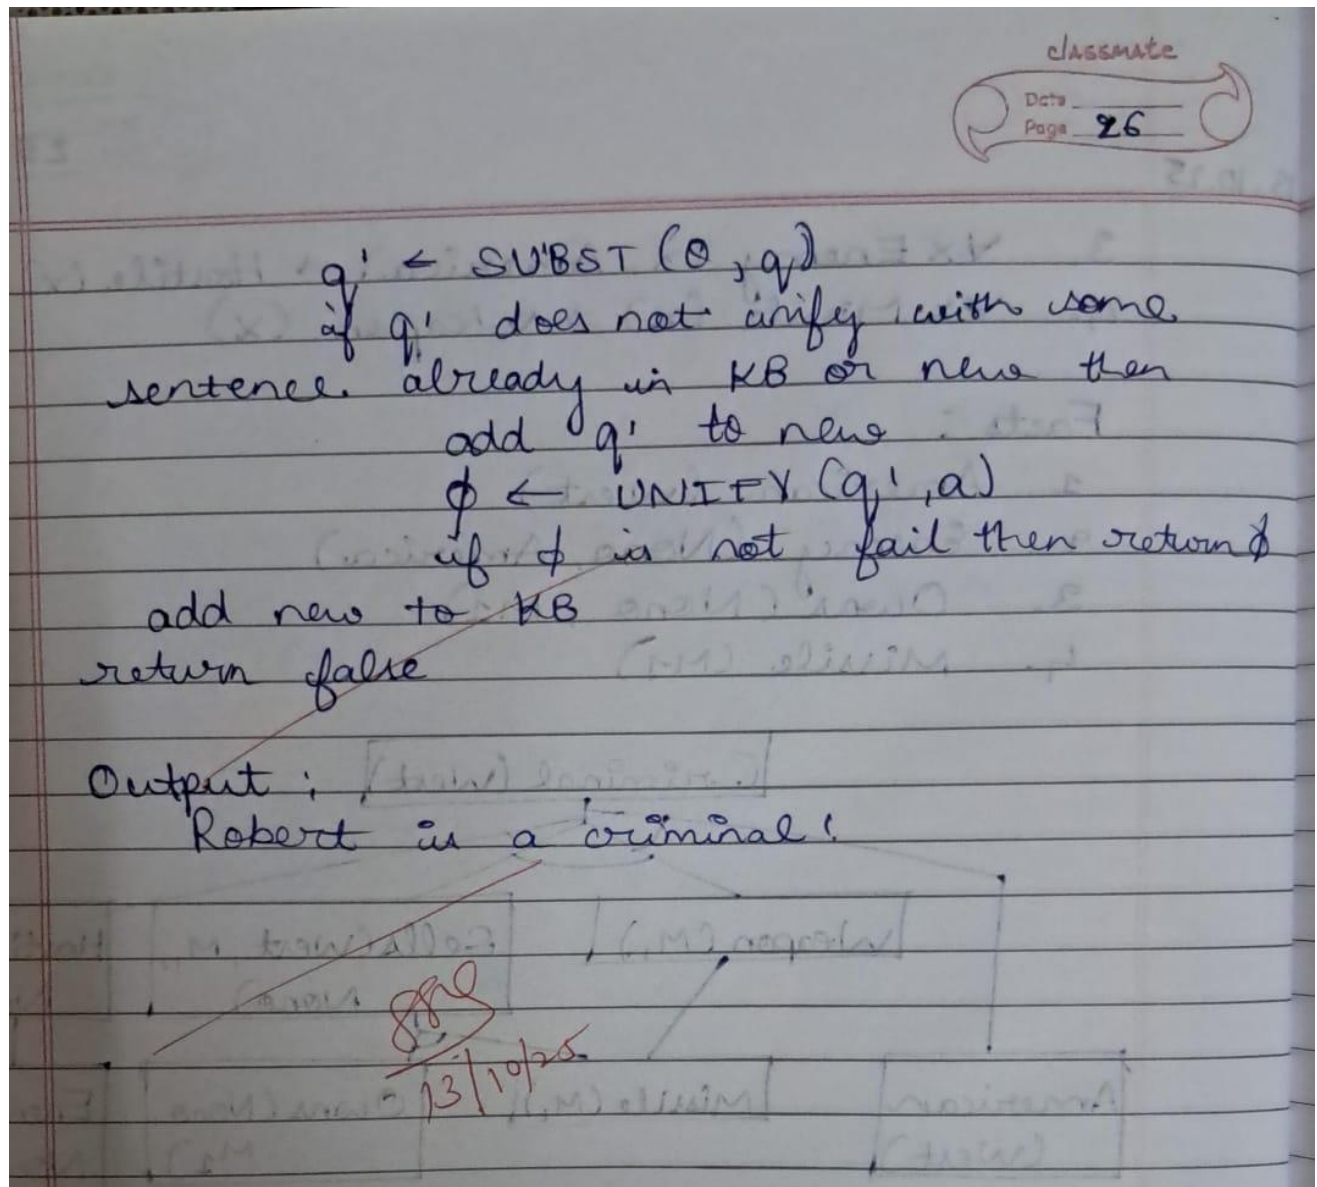 classmate
Date
Page 26
q' ← SUBST (θ, q)
if q' does not unify with some
sentence already in KB or new then
add q' to new
ϕ ← UNIFY (q', a)
if ϕ is not fail then return ϕ
add new to KB
return false
Output :
Robert is a criminal!
13/10/25